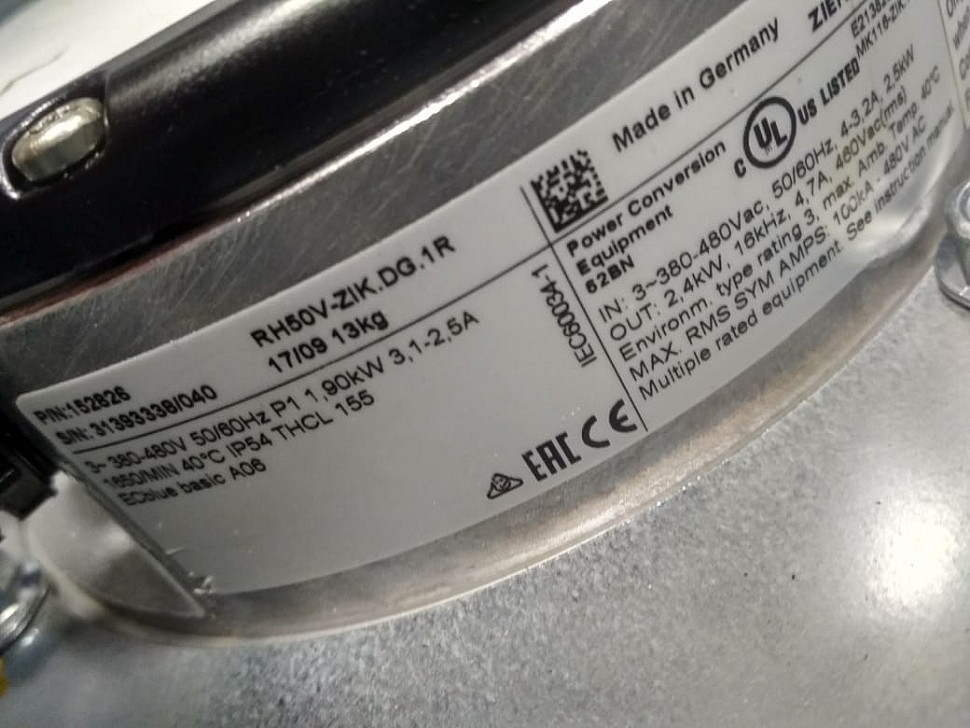 RH50V-ZIK.DG.1R
17/09 13kg
P/N:152826
S/N: 31393338/040
3~ 380-480V 50/60Hz P1 1,90kW 3,1-2,5A
1650/MIN 40°C IP54 THCL 155
ECblue basic A06
IEC60034-1
EAC CE
Made in Germany
Power Conversion
Equipment
62BN
c UL US LISTED
IN: 3~380-480Vac, 50/60Hz, 4-3,2A, 2,5kW
OUT: 2,4kW, 16kHz, 4,7A, 460Vac(rms)
Environm. type rating 3, max. Amb. Temp. 40°C
MAX. RMS SYM AMPS: 100kA - 480V AC
Multiple rated equipment. See instruction manual.